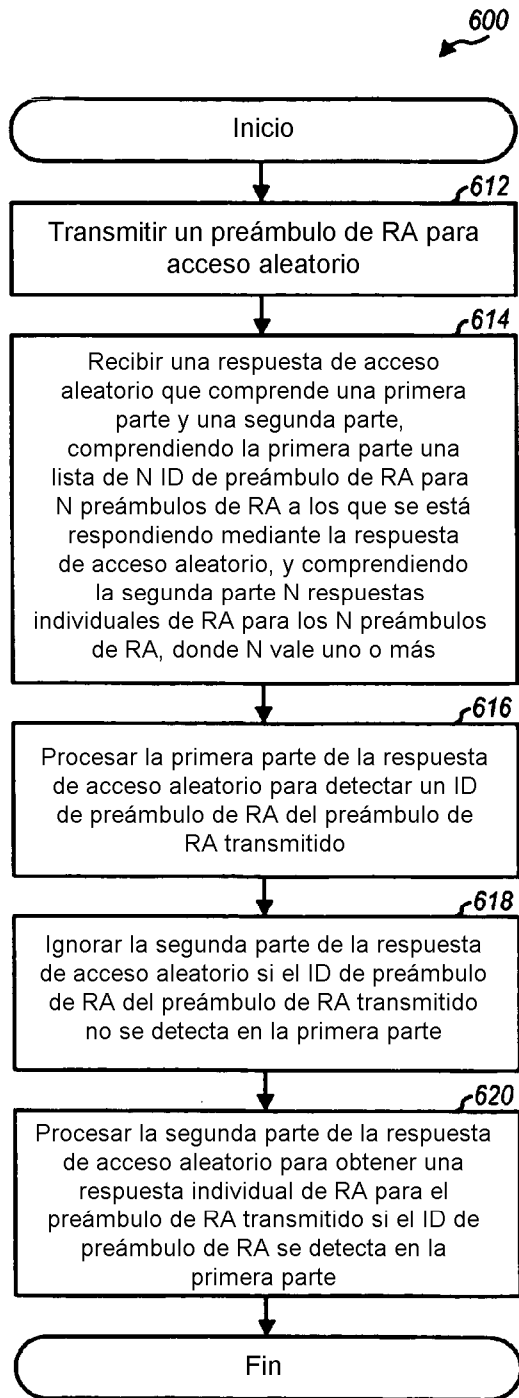 600
Inicio
612
Transmitir un preámbulo de RA para
acceso aleatorio
614
Recibir una respuesta de acceso
aleatorio que comprende una primera
parte y una segunda parte,
comprendiendo la primera parte una
lista de N ID de preámbulo de RA para
N preámbulos de RA a los que se está
respondiendo mediante la respuesta
de acceso aleatorio, y comprendiendo
la segunda parte N respuestas
individuales de RA para los N preámbulos
de RA, donde N vale uno o más
616
Procesar la primera parte de la respuesta
de acceso aleatorio para detectar un ID
de preámbulo de RA del preámbulo de
RA transmitido
618
Ignorar la segunda parte de la respuesta
de acceso aleatorio si el ID de preámbulo
de RA del preámbulo de RA transmitido
no se detecta en la primera parte
620
Procesar la segunda parte de la respuesta
de acceso aleatorio para obtener una
respuesta individual de RA para el
preámbulo de RA transmitido si el ID de
preámbulo de RA se detecta en la
primera parte
Fin